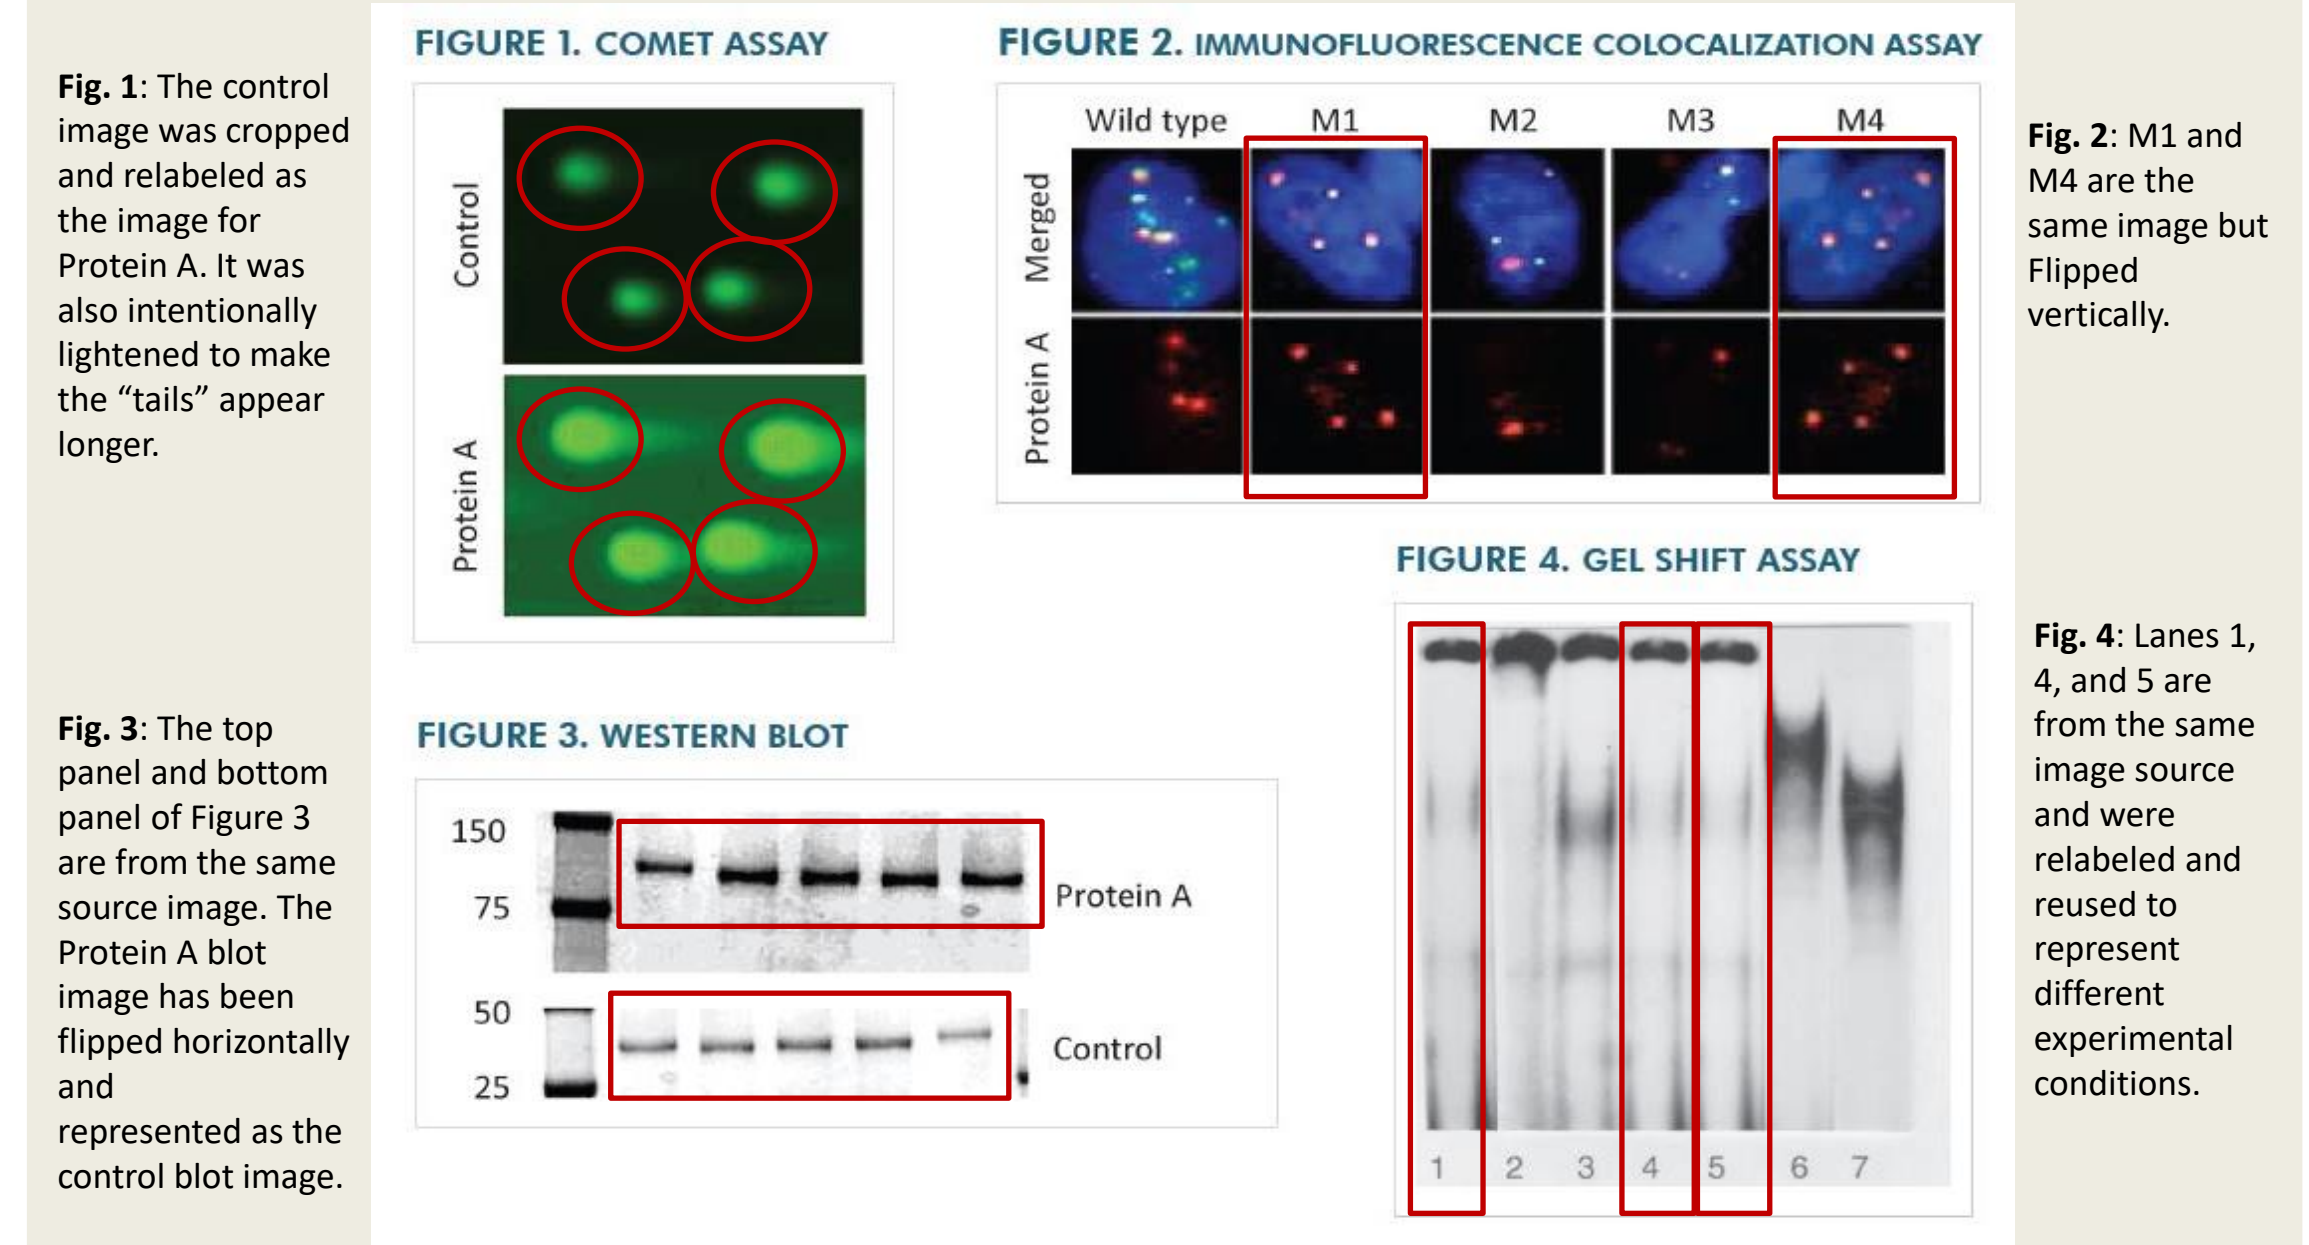 FIGURE 1. COMET ASSAY
Fig. 1: The control
image was cropped
and relabeled as
the image for
Protein A. It was
also intentionally
lightened to make
the “tails” appear
longer.
Control
Protein A
FIGURE 2. IMMUNOFLUORESCENCE COLOCALIZATION ASSAY
Wild type M1 M2 M3 M4
Merged
Protein A
Fig. 2: M1 and
M4 are the
same image but
Flipped
vertically.
Fig. 3: The top
panel and bottom
panel of Figure 3
are from the same
source image. The
Protein A blot
image has been
flipped horizontally
and
represented as the
control blot image.
FIGURE 3. WESTERN BLOT
150
75
Protein A
50
25
Control
FIGURE 4. GEL SHIFT ASSAY
1 2 3 4 5 6 7
Fig. 4: Lanes 1,
4, and 5 are
from the same
image source
and were
relabeled and
reused to
represent
different
experimental
conditions.